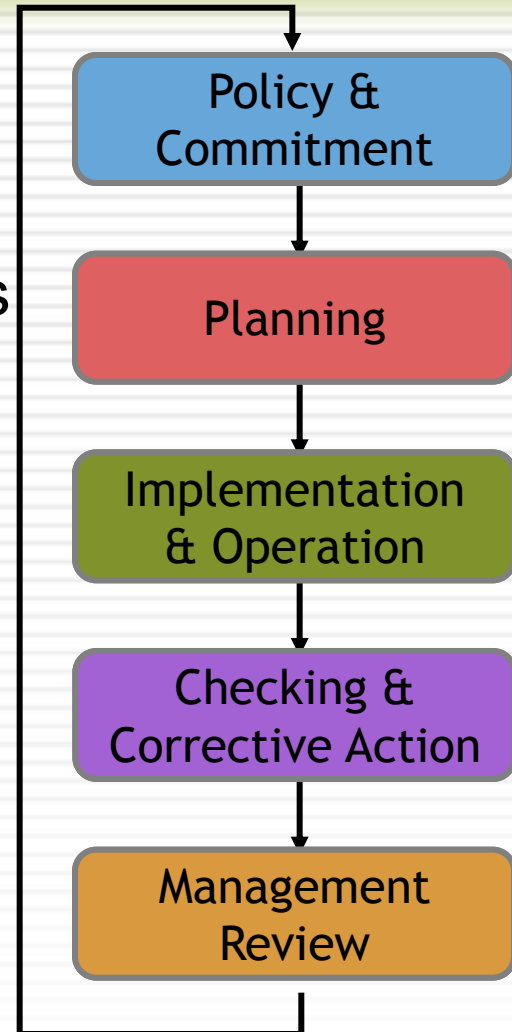 Policy &
Commitment
s
Planning
Implementation
& Operation
Checking &
Corrective Action
Management
Review